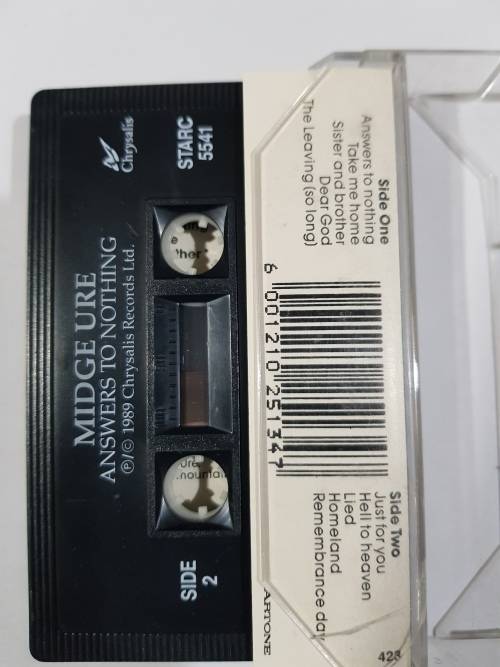 MIDGE URE
ANSWERS TO NOTHING
℗/© 1989 Chrysalis Records Ltd.
Chrysalis
STARC
5541
SIDE
2
Side One
Answers to nothing
Take me home
Sister and brother
Dear God
The Leaving (so long)
6 001210 251347
Side Two
Just for you
Hell to heaven
Lied
Homeland
Remembrance day
ARTONE